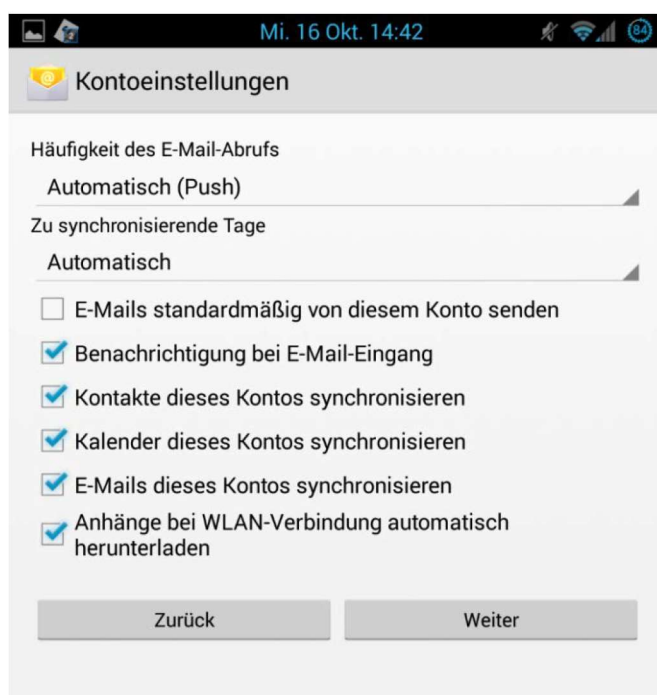 Mi. 16 Okt. 14:42
84
Kontoeinstellungen
Häufigkeit des E-Mail-Abrufs
Automatisch (Push)
Zu synchronisierende Tage
Automatisch
E-Mails standardmäßig von diesem Konto senden
Benachrichtigung bei E-Mail-Eingang
Kontakte dieses Kontos synchronisieren
Kalender dieses Kontos synchronisieren
E-Mails dieses Kontos synchronisieren
Anhänge bei WLAN-Verbindung automatisch
herunterladen
Zurück
Weiter